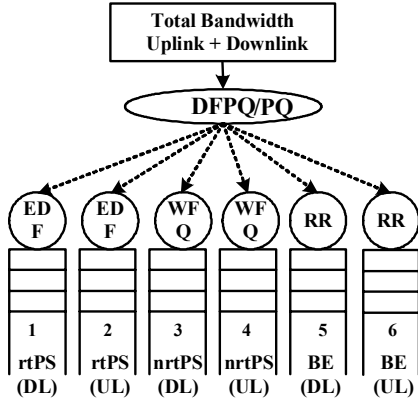 Total Bandwidth
Uplink + Downlink
DFPQ/PQ
ED ED WF WF RR RR
F F Q Q
1 2 3 4 5 6
rtPS rtPS nrtPS nrtPS BE BE
(DL) (UL) (DL) (UL) (DL) (UL)